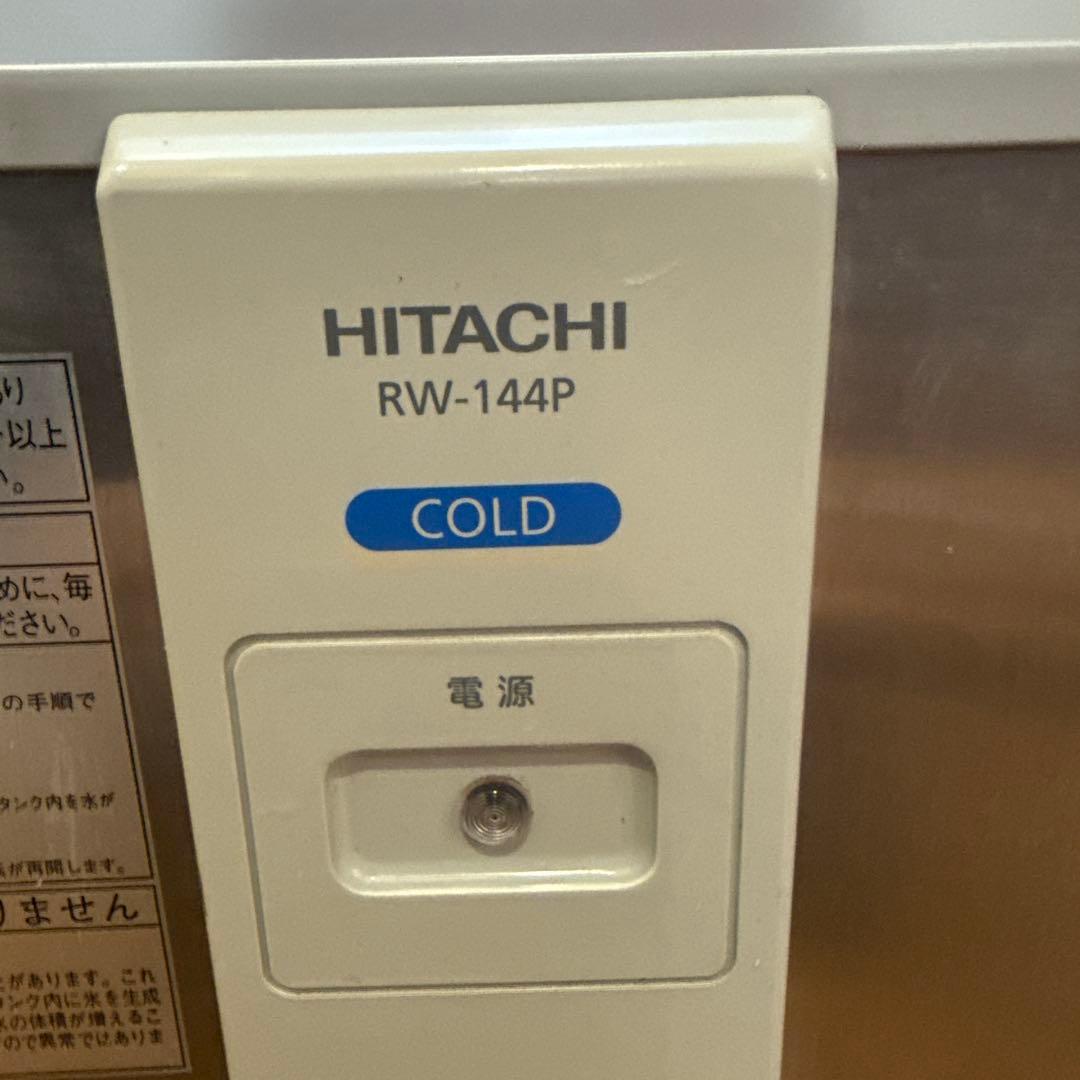 HITACHI
RW-144P
COLD
電源
り
以上
い。
めに、毎
ださい。
の手順で
タンク内を水が
が再開します。
りません
があります。これ
タンク内に氷を生成
の体積が増えるこ
ので異常ではありま